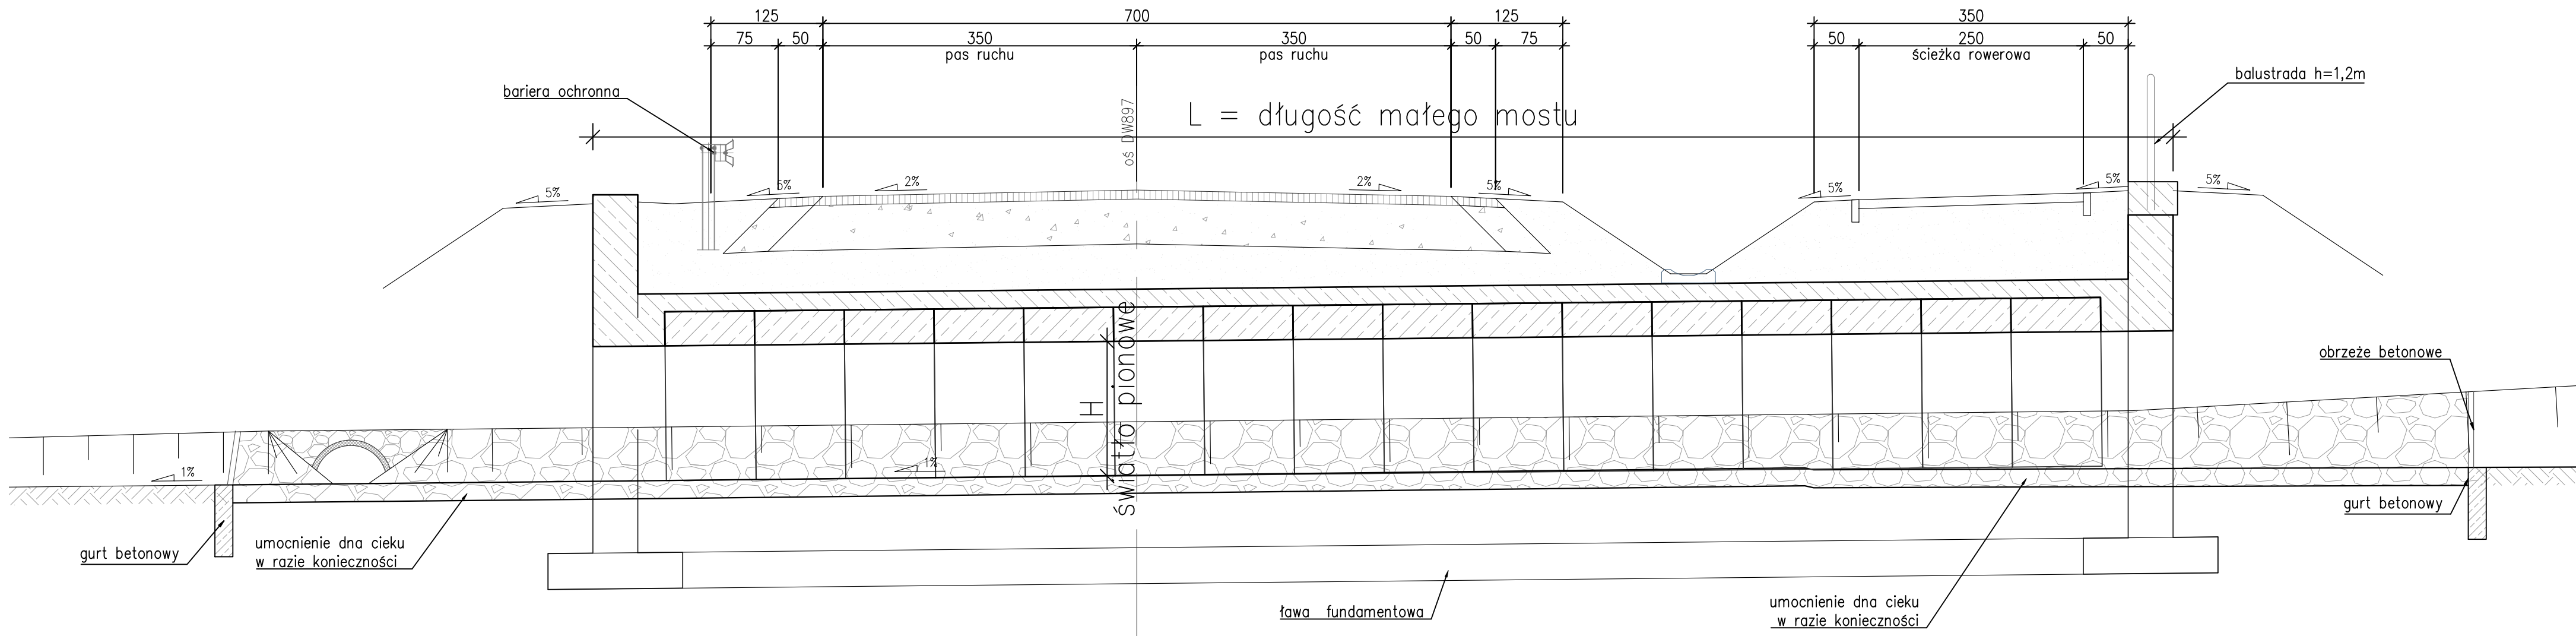 125
700
125
350
75
50
350
350
50
75
50
250
50
pas ruchu
pas ruchu
ścieżka rowerowa
balustrada h=1,2m
bariera ochronna
L = długość małego mostu
oś DW897
5%
5%
2%
2%
5%
5%
5%
5%
Światło pionowe
H
obrzeże betonowe
1%
1%
gurt betonowy
gurt betonowy
umocnienie dna cieku
w razie konieczności
ława fundamentowa
umocnienie dna cieku
w razie konieczności